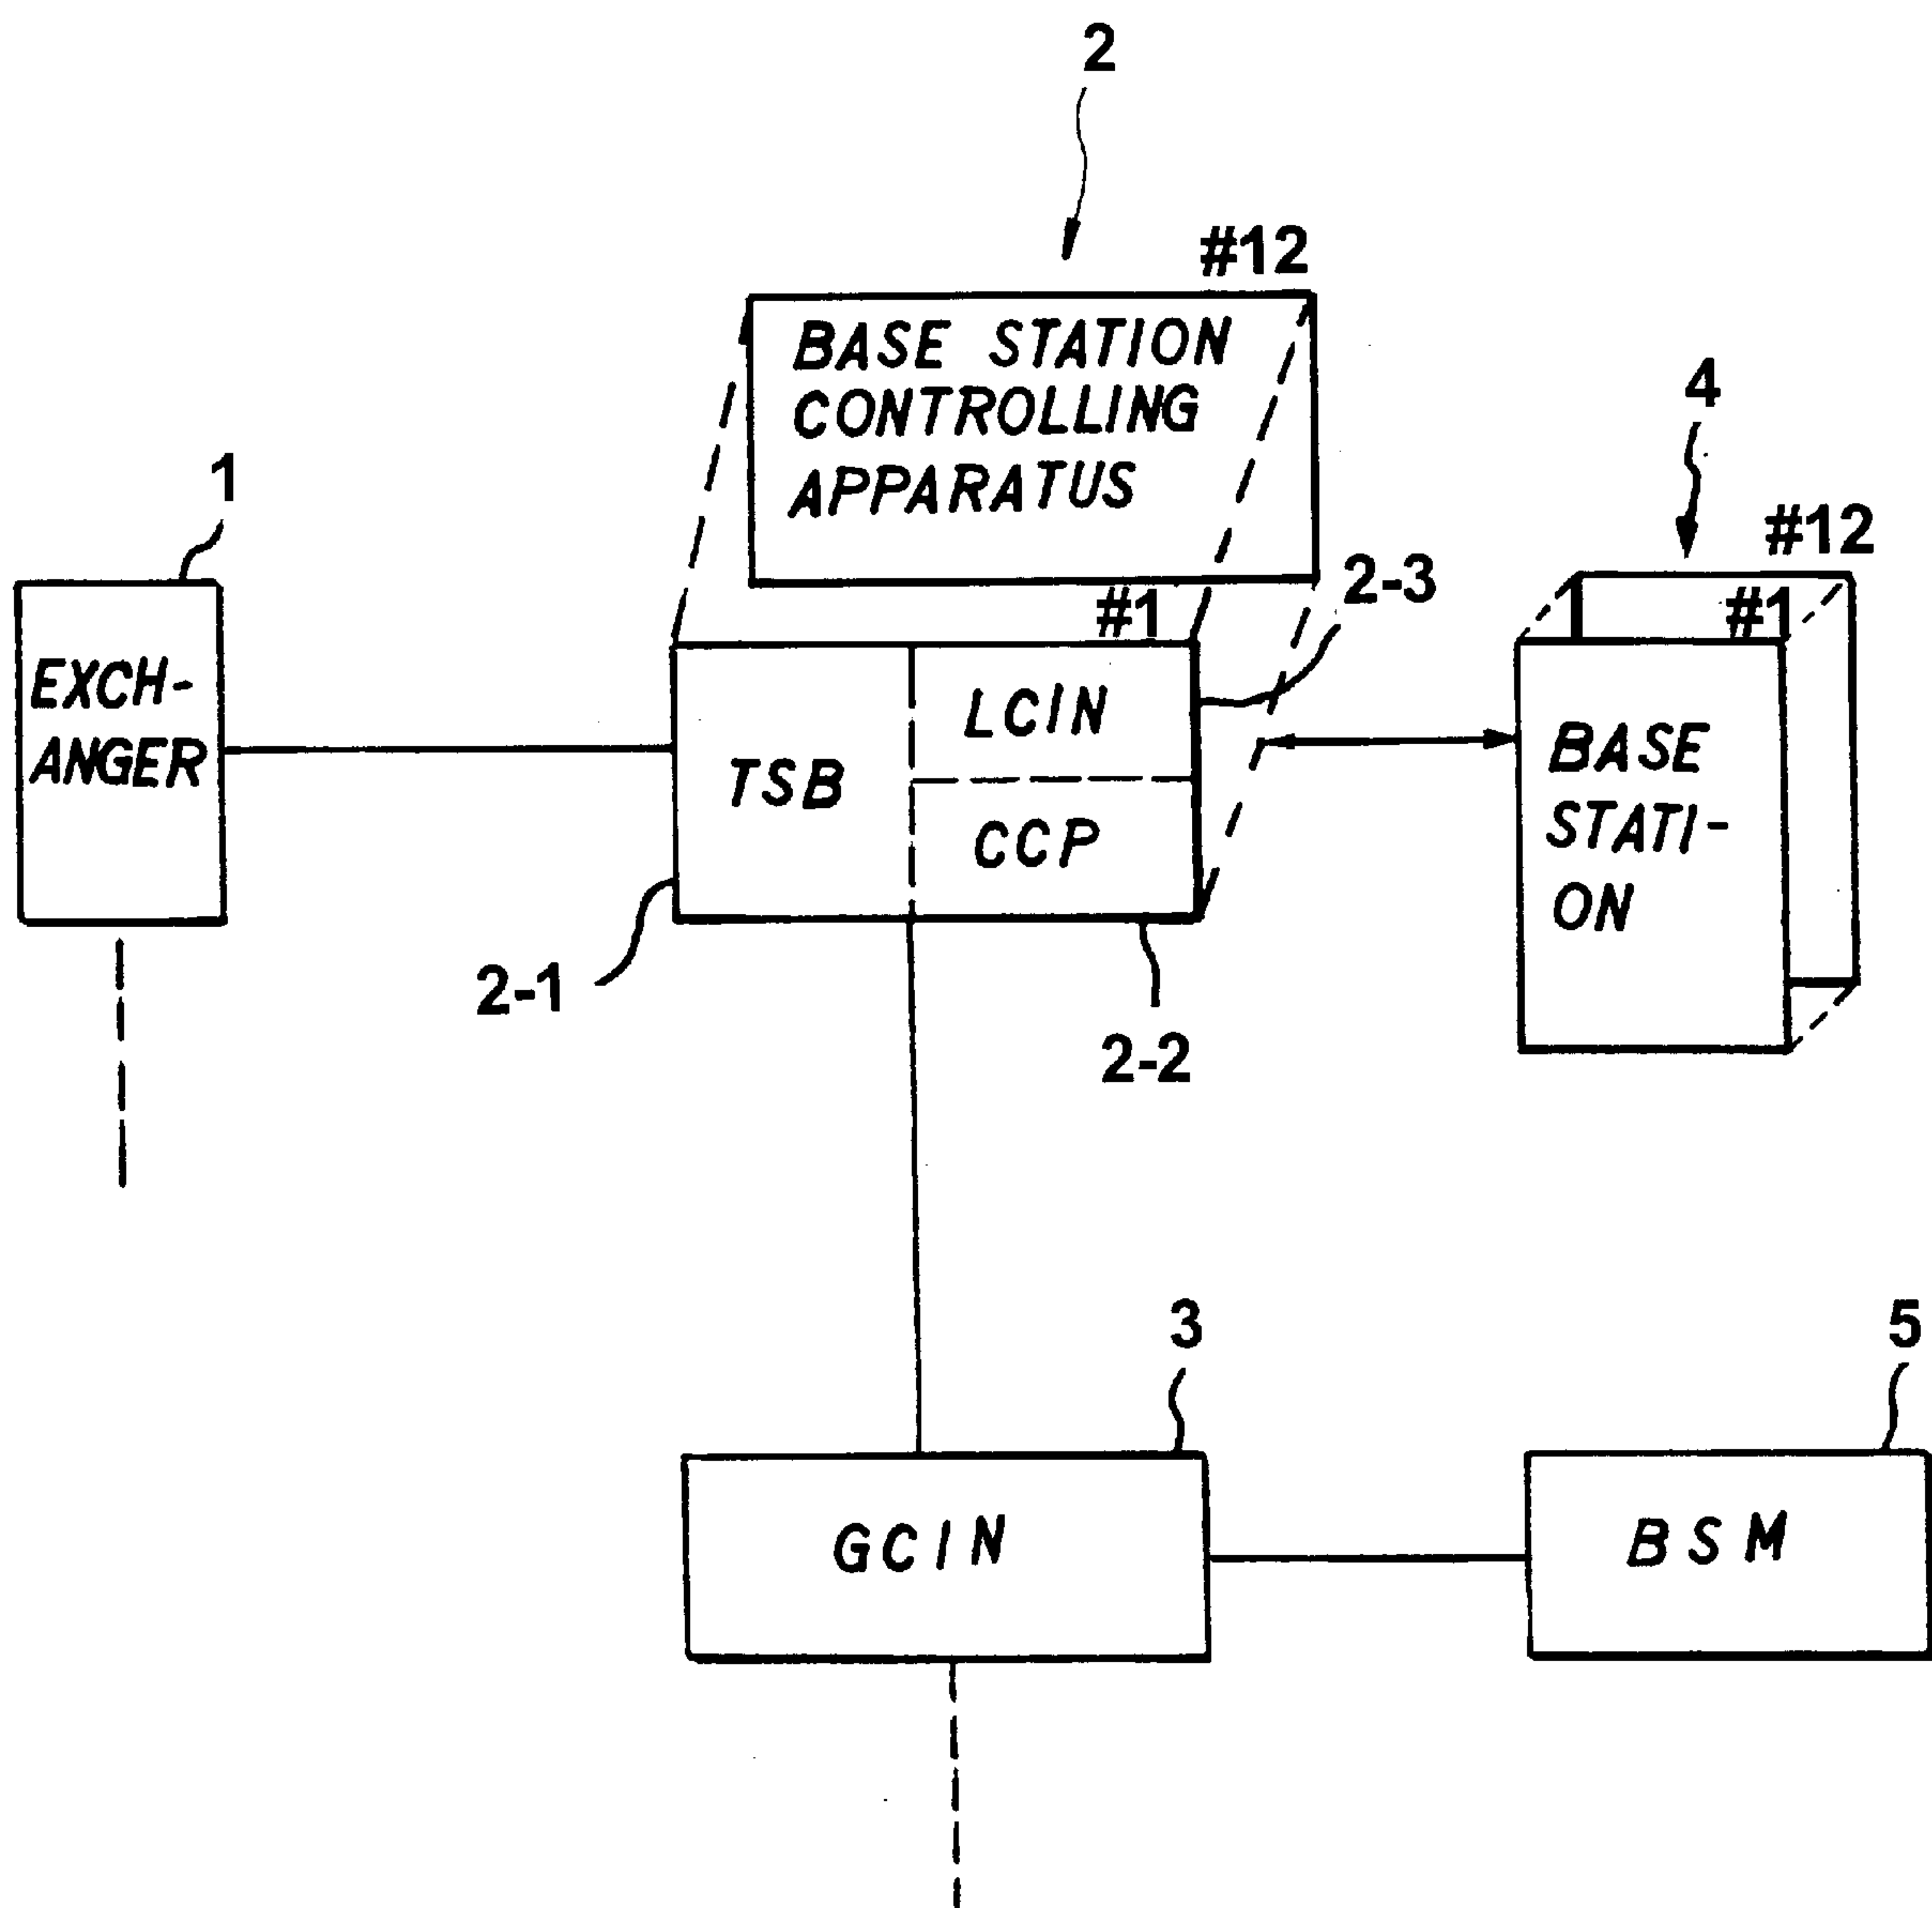 2
#12
BASE STATION
CONTROLLING
APPARATUS
4
1
#12
2-3
#1
#1
EXCH-
ANGER
LCIN
TSB
CCP
BASE
STATI-
ON
2-1
2-2
3
5
GCIN
BSM